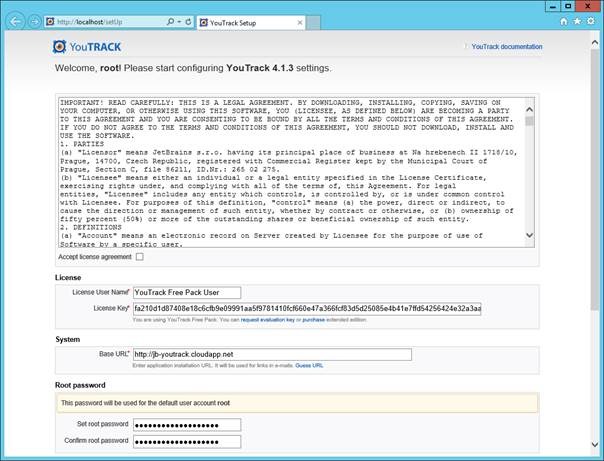 http://localhost/setUp
YouTrack Setup
YouTRACK
YouTrack documentation
Welcome, root! Please start configuring YouTrack 4.1.3 settings.
IMPORTANT! READ CAREFULLY: THIS IS A LEGAL AGREEMENT. BY DOWNLOADING, INSTALLING, COPYING, SAVING ON
YOUR COMPUTER, OR OTHERWISE USING THIS SOFTWARE, YOU (LICENSEE, AS DEFINED BELOW) ARE BECOMING A PARTY
TO THIS AGREEMENT AND YOU ARE CONSENTING TO BE BOUND BY ALL THE TERMS AND CONDITIONS OF THIS AGREEMENT.
IF YOU DO NOT AGREE TO THE TERMS AND CONDITIONS OF THIS AGREEMENT, YOU SHOULD NOT DOWNLOAD, INSTALL AND
USE THE SOFTWARE.
1. PARTIES
(a) "Licensor" means JetBrains s.r.o. having its principal place of business at Na hrebenech II 1718/10,
Prague, 14700, Czech Republic, registered with Commercial Register kept by the Municipal Court of
Prague, Section C, file 86211, ID.Nr.: 265 02 275.
(b) "Licensee" means either an individual or a legal entity specified in the License Certificate,
exercising rights under, and complying with all of the terms of, this Agreement. For legal
entities, "Licensee" includes any entity which controls, is controlled by, or is under common control
with Licensee. For purposes of this definition, "control" means (a) the power, direct or indirect, to
cause the direction or management of such entity, whether by contract or otherwise, or (b) ownership of
fifty percent (50%) or more of the outstanding shares or beneficial ownership of such entity.
2. DEFINITIONS
(a) "Account" means an electronic record on Server created by Licensee for the purpose of use of
Software by a specific user.
Accept license agreement
License
License User Name* YouTrack Free Pack User
License Key* fa210d1d87408e18c6cfb9e09991aa5f9781410fcf660e47a366fcf83d5d25085e4b41e7ffd54256424e32a3aa
You are using YouTrack Free Pack. You can request evaluation key or purchase extended edition.
System
Base URL* http://jb-youtrack.cloudapp.net
Enter application installation URL. It will be used for links in e-mails. Guess URL
Root password
This password will be used for the default user account root
Set root password
Confirm root password